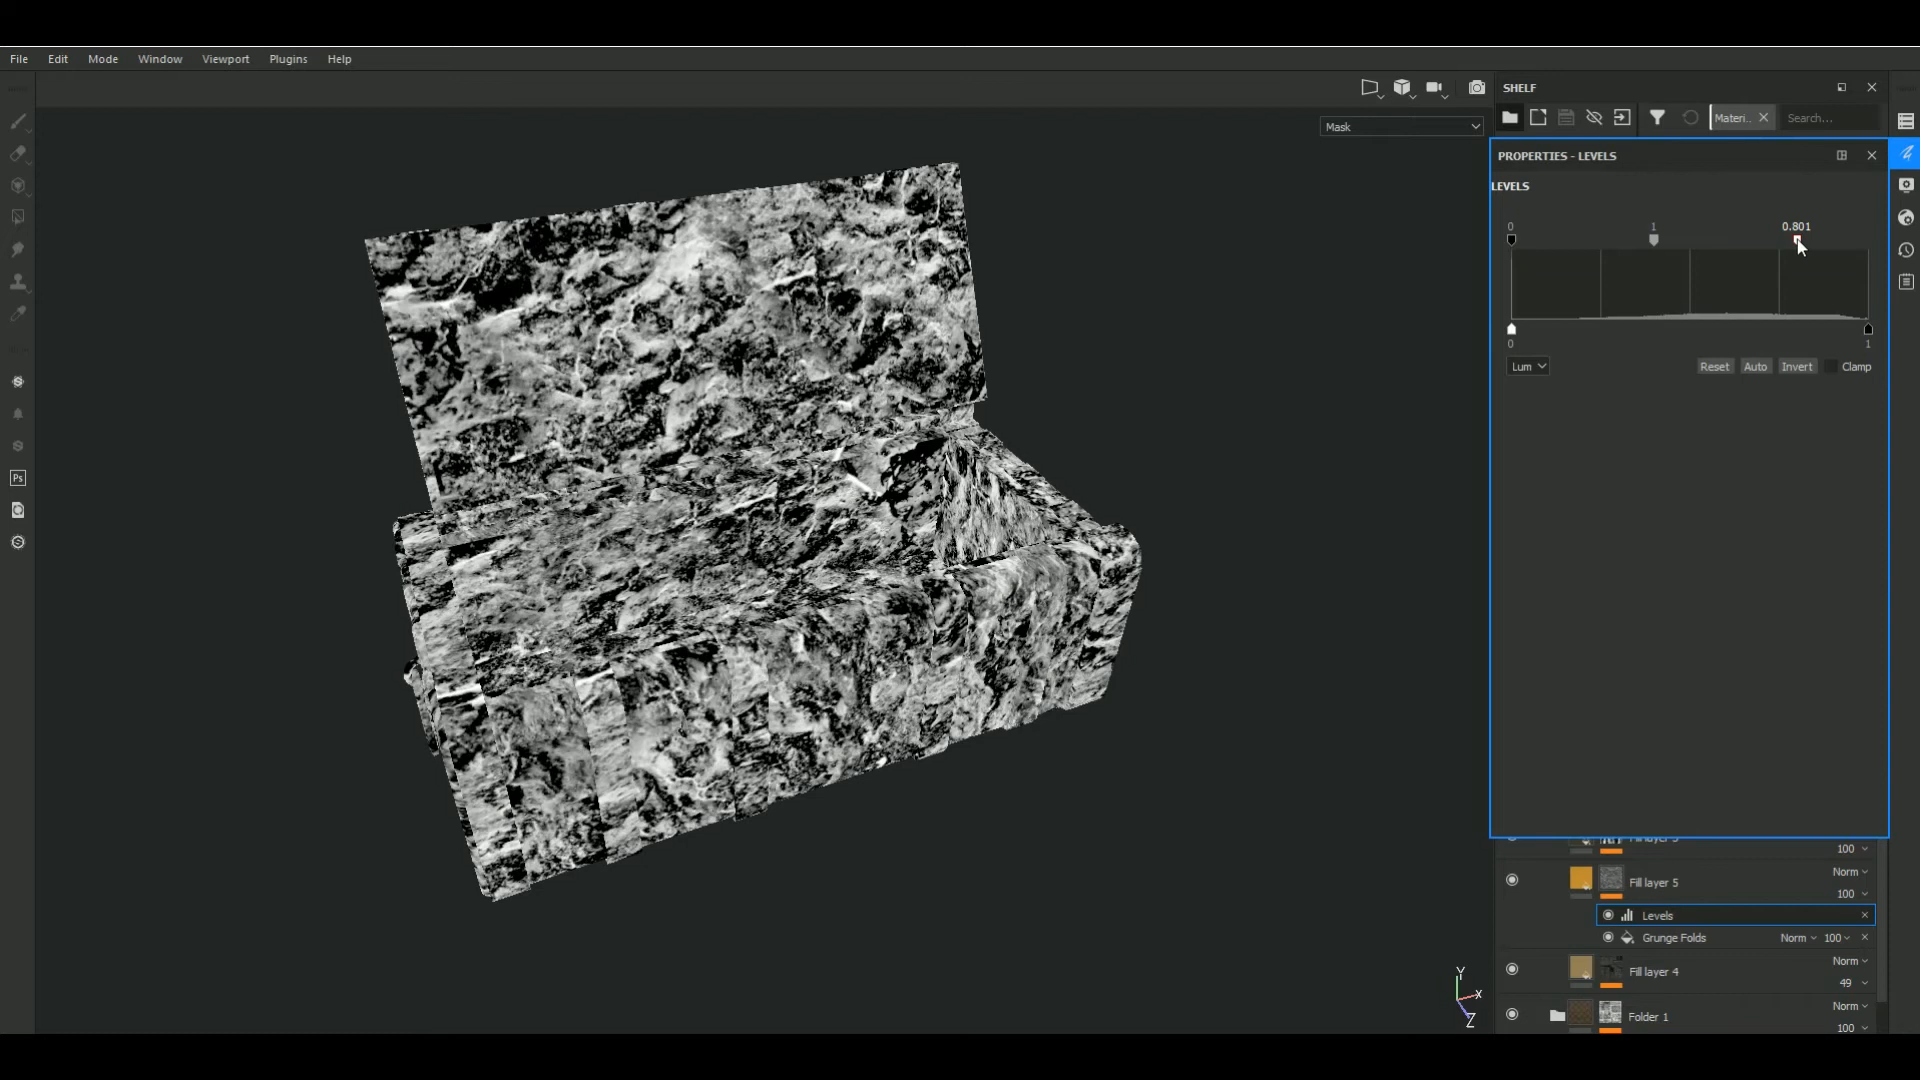 File Edit Mode Window Viewport Plugins Help
SHELF
Materi..
Search...
Mask
PROPERTIES - LEVELS
LEVELS
0 1 0.801
0 1
Lum Reset Auto Invert Clamp
Ps
100
Norm
Fill layer 5
100
Levels
Grunge Folds Norm 100
Norm
Fill layer 4
49
Norm
Folder 1
100
Y
X
Z